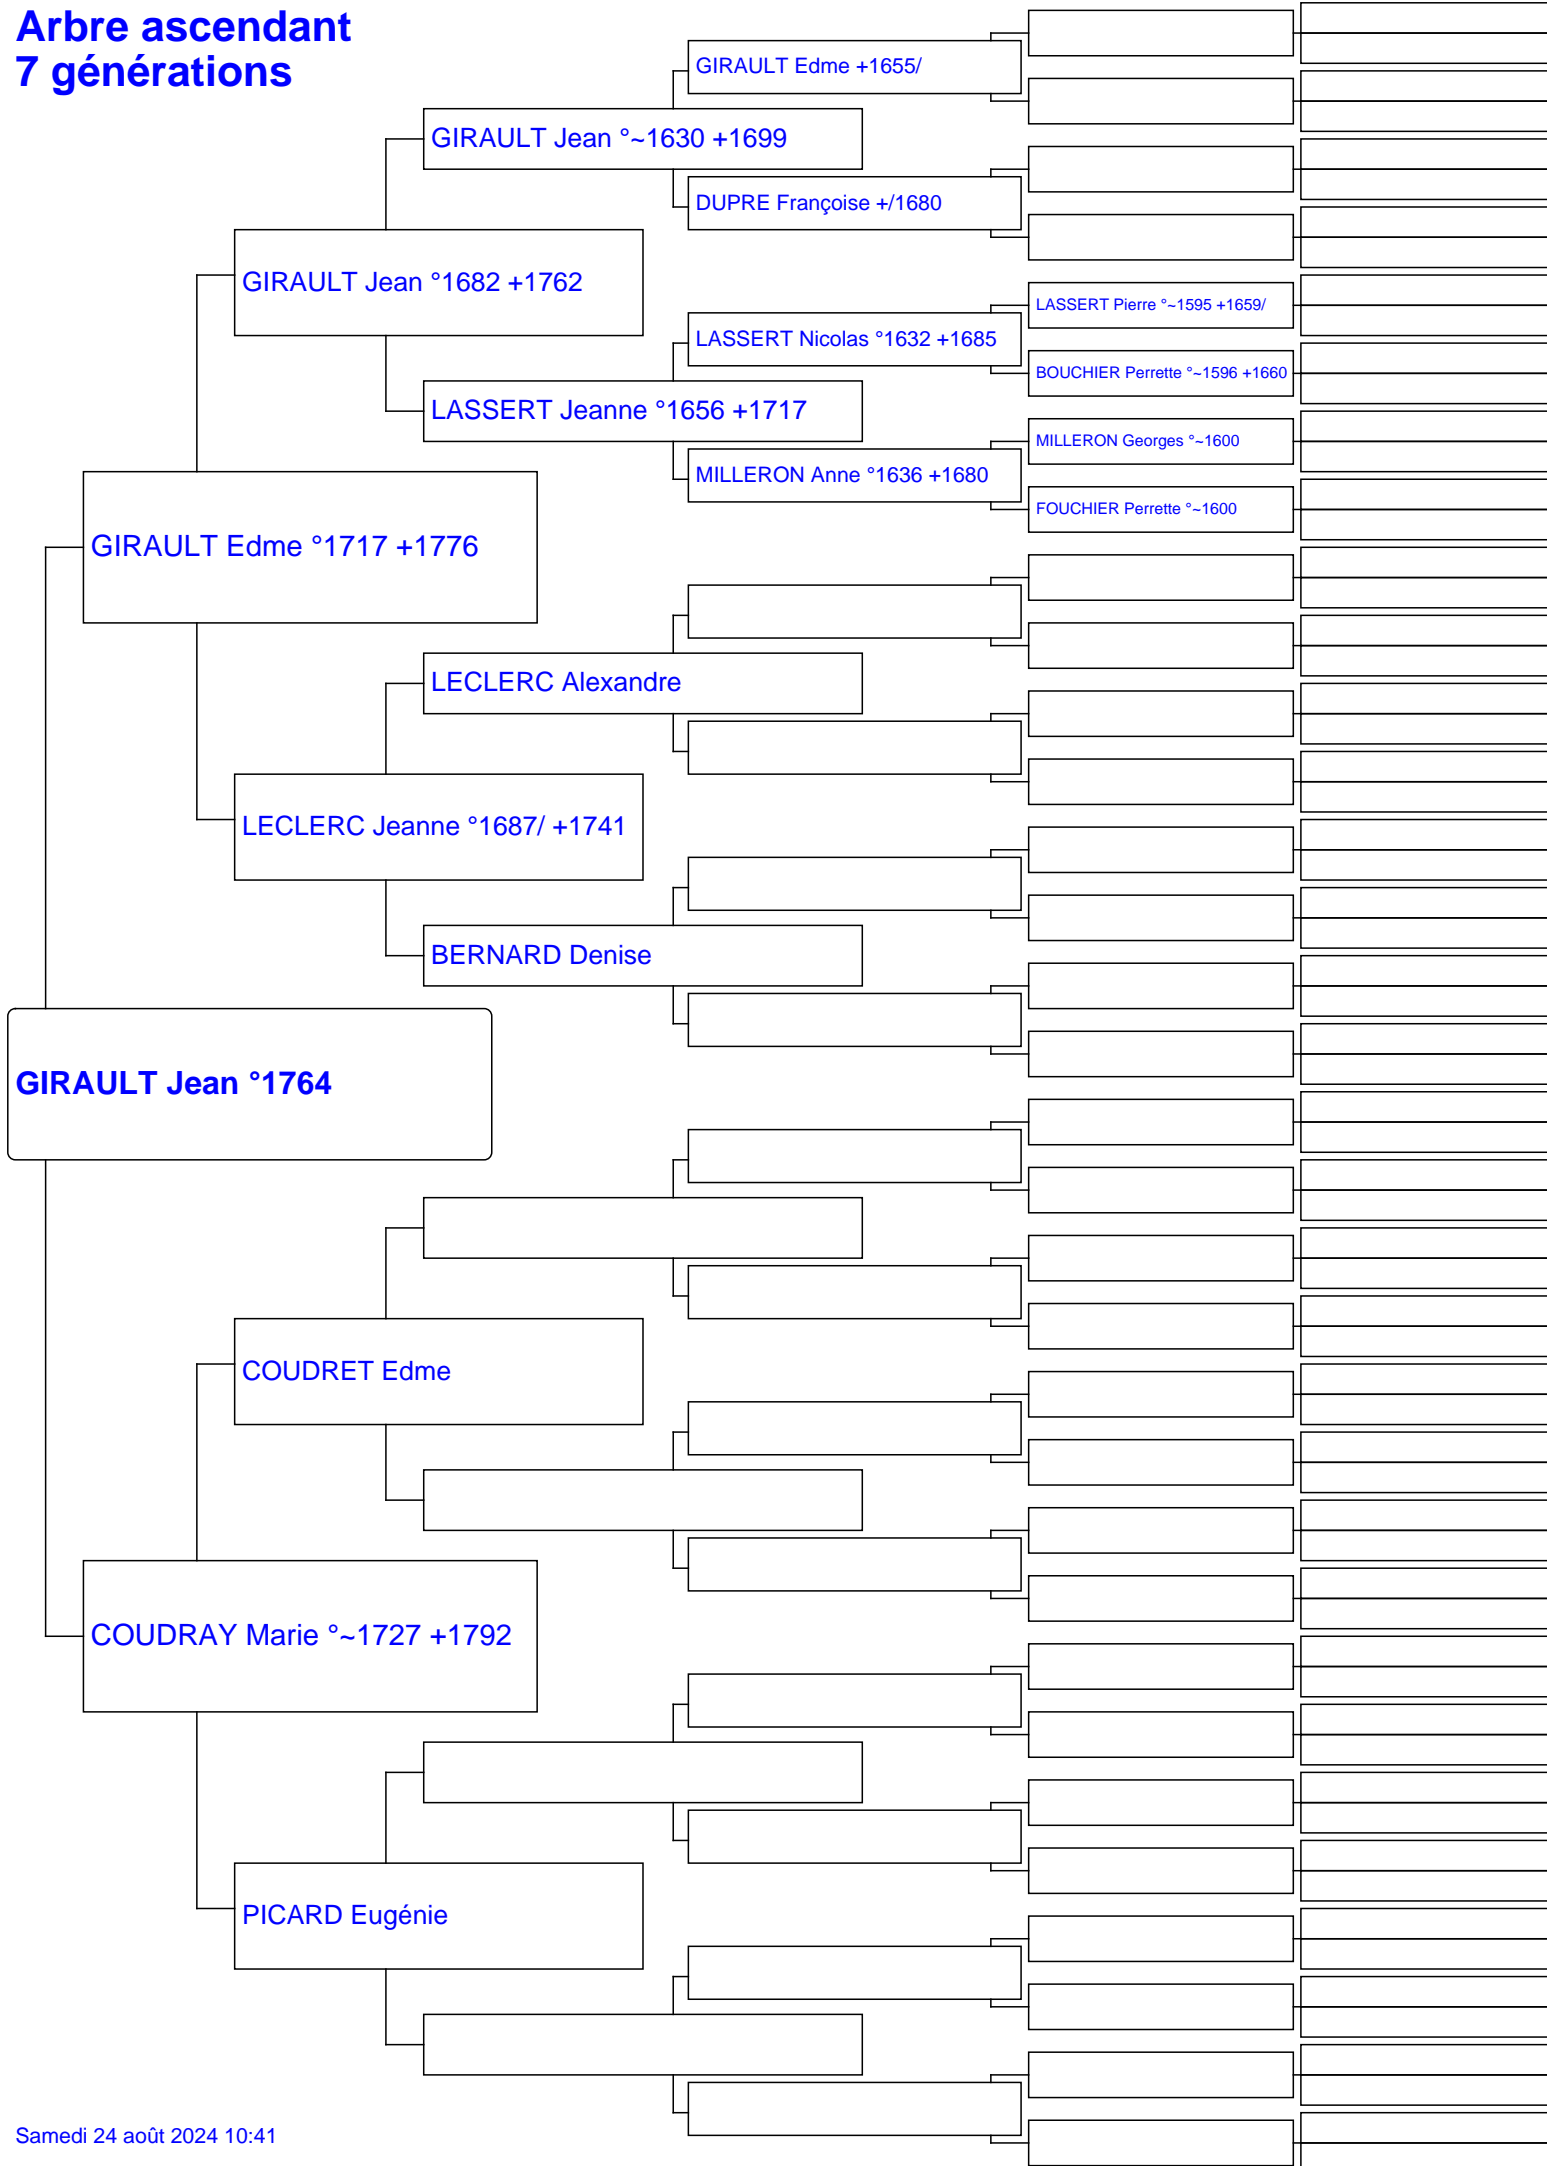 Arbre ascendant
7 générations
GIRAULT Edme +1655/
GIRAULT Jean °~1630 +1699
DUPRE Françoise +/1680
GIRAULT Jean °1682 +1762
LASSERT Pierre °~1595 +1659/
LASSERT Nicolas °1632 +1685
BOUCHIER Perrette °~1596 +1660
LASSERT Jeanne °1656 +1717
MILLERON Georges °~1600
MILLERON Anne °1636 +1680
FOUCHIER Perrette °~1600
GIRAULT Edme °1717 +1776
LECLERC Alexandre
LECLERC Jeanne °1687/ +1741
BERNARD Denise
GIRAULT Jean °1764
COUDRET Edme
COUDRAY Marie °~1727 +1792
PICARD Eugénie
Samedi 24 août 2024 10:41